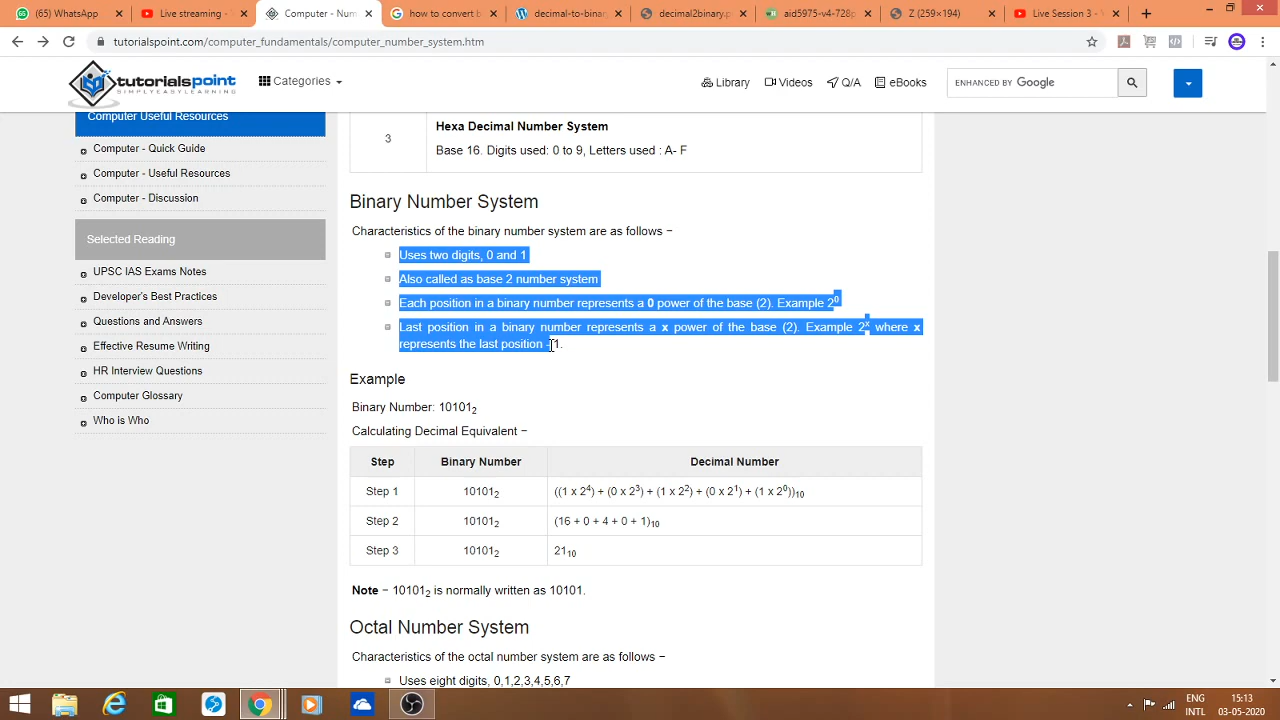 (65) WhatsApp
Live streaming -
Computer - Num
how to convert b
decimal-to-binar
decimal2binary.p
aid5975-v4-728p
Z (259×194)
Live Session 3 -
tutorialspoint.com/computer_fundamentals/computer_number_system.htm
tutorialspoint
SIMPLYEASYLEARNING
Categories
Library
Videos
Q/A
eBooks
ENHANCED BY Google
Computer Useful Resources
Computer - Quick Guide
Computer - Useful Resources
Computer - Discussion
Selected Reading
UPSC IAS Exams Notes
Developer's Best Practices
Questions and Answers
Effective Resume Writing
HR Interview Questions
Computer Glossary
Who is Who
3
Hexa Decimal Number System
Base 16. Digits used: 0 to 9, Letters used : A- F
Binary Number System
Characteristics of the binary number system are as follows −
Uses two digits, 0 and 1
Also called as base 2 number system
Each position in a binary number represents a 0 power of the base (2). Example 2⁰
Last position in a binary number represents a x power of the base (2). Example 2ˣ where x
represents the last position - 1.
Example
Binary Number: 10101₂
Calculating Decimal Equivalent −
Step Binary Number Decimal Number
Step 1 10101₂ ((1 x 2⁴) + (0 x 2³) + (1 x 2²) + (0 x 2¹) + (1 x 2⁰))₁₀
Step 2 10101₂ (16 + 0 + 4 + 0 + 1)₁₀
Step 3 10101₂ 21₁₀
Note − 10101₂ is normally written as 10101.
Octal Number System
Characteristics of the octal number system are as follows −
Uses eight digits, 0,1,2,3,4,5,6,7
ENG
INTL
15:13
03-05-2020